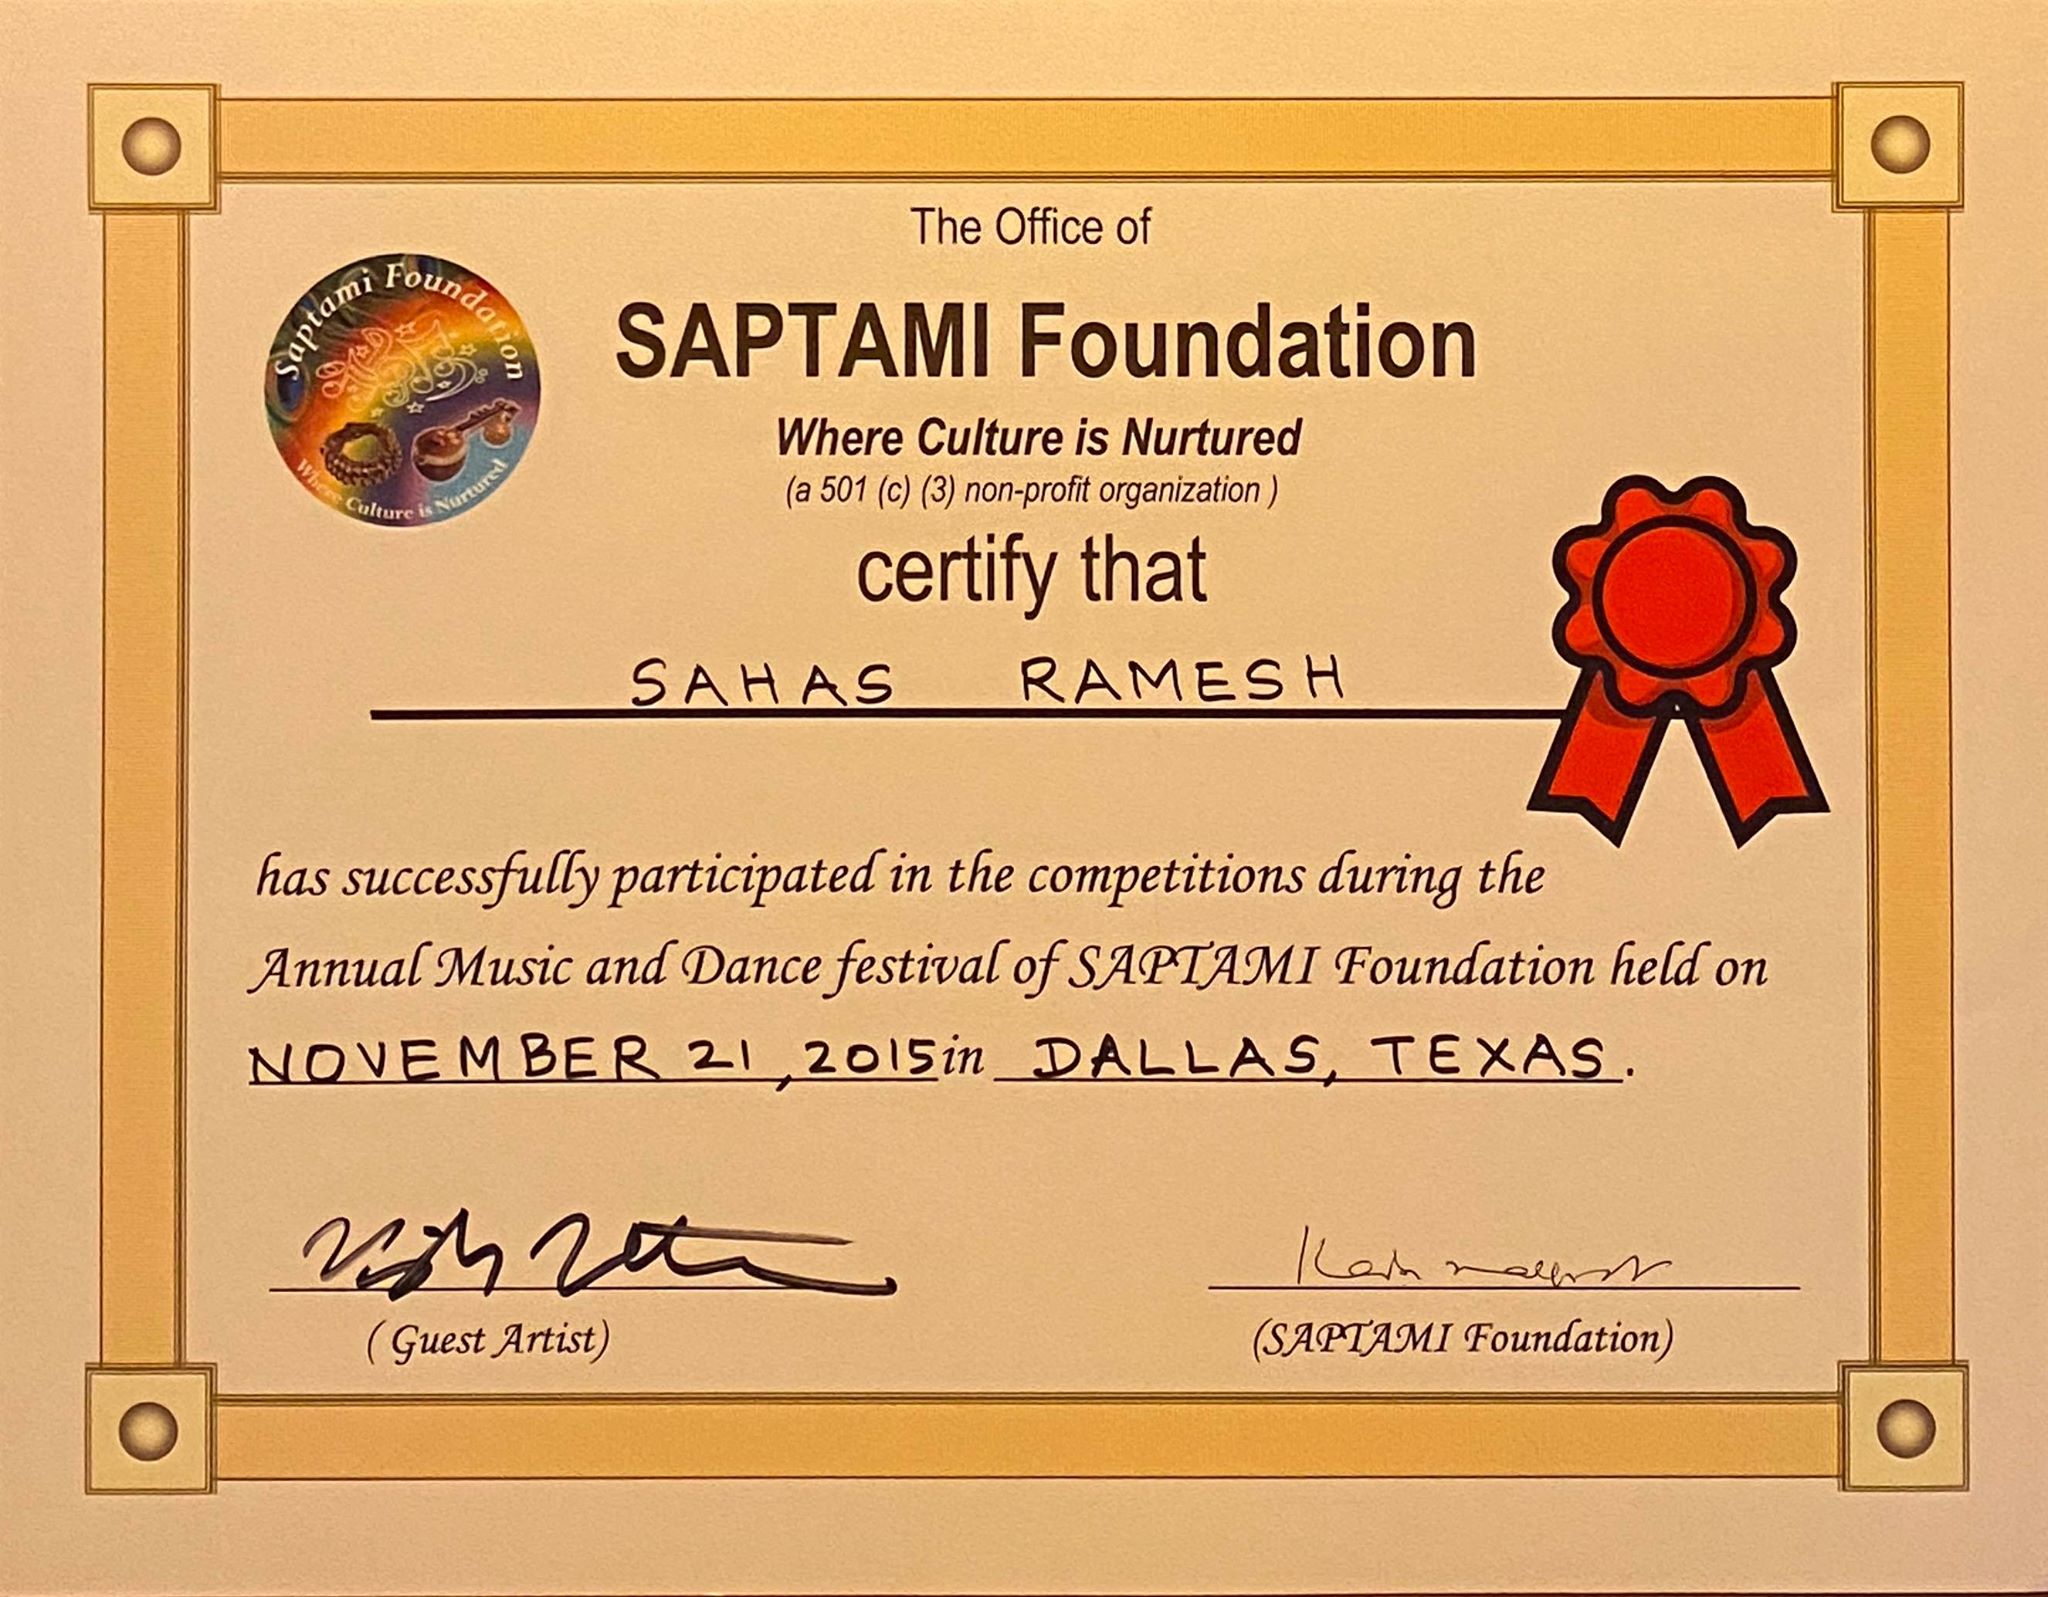 The Office of
Saptami Foundation
SAPTAMI Foundation
Where Culture is Nurtured
Where Culture is Nurtured
(a 501 (c) (3) non-profit organization )
certify that
SAHAS RAMESH
has successfully participated in the competitions during the
Annual Music and Dance festival of SAPTAMI Foundation held on
NOVEMBER 21, 2015 in DALLAS, TEXAS.
( Guest Artist)
(SAPTAMI Foundation)